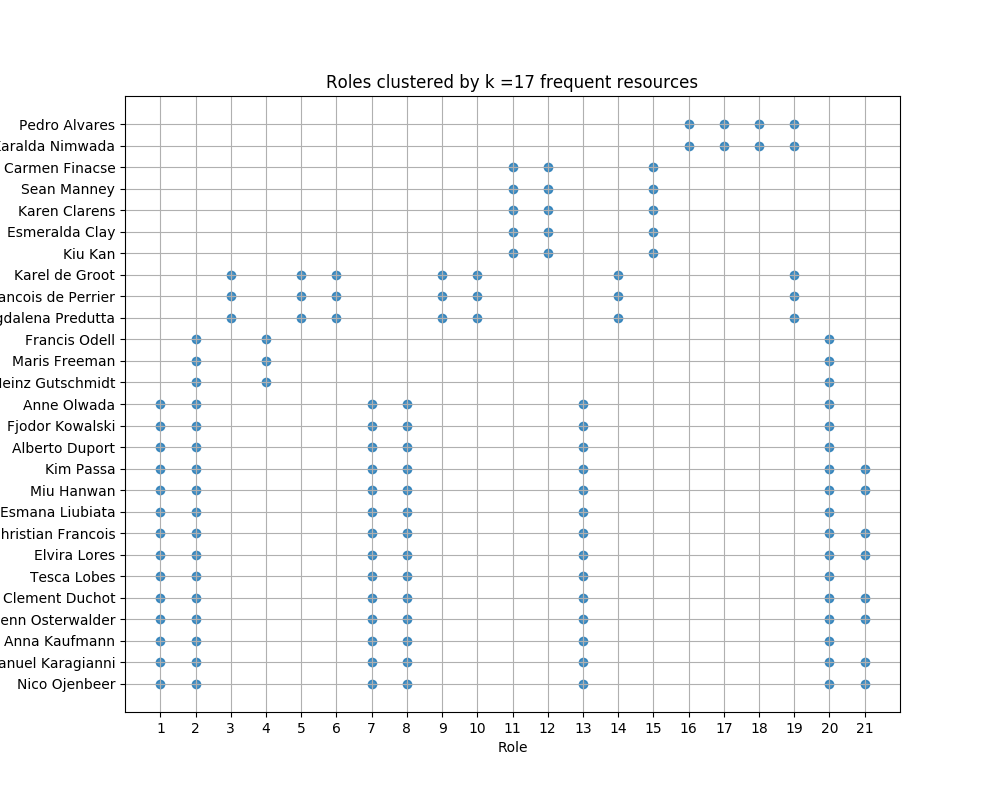 Roles clustered by k =17 frequent resources
Pedro Alvares
aralda Nimwada
Carmen Finacse
Sean Manney
Karen Clarens
Esmeralda Clay
Kiu Kan
Karel de Groot
ancois de Perrier
gdalena Predutta
Francis Odell
Maris Freeman
einz Gutschmidt
Anne Olwada
Fjodor Kowalski
Alberto Duport
Kim Passa
Miu Hanwan
Esmana Liubiata
hristian Francois
Elvira Lores
Tesca Lobes
Clement Duchot
enn Osterwalder
Anna Kaufmann
anuel Karagianni
Nico Ojenbeer
1 2 3 4 5 6 7 8 9 10 11 12 13 14 15 16 17 18 19 20 21
Role